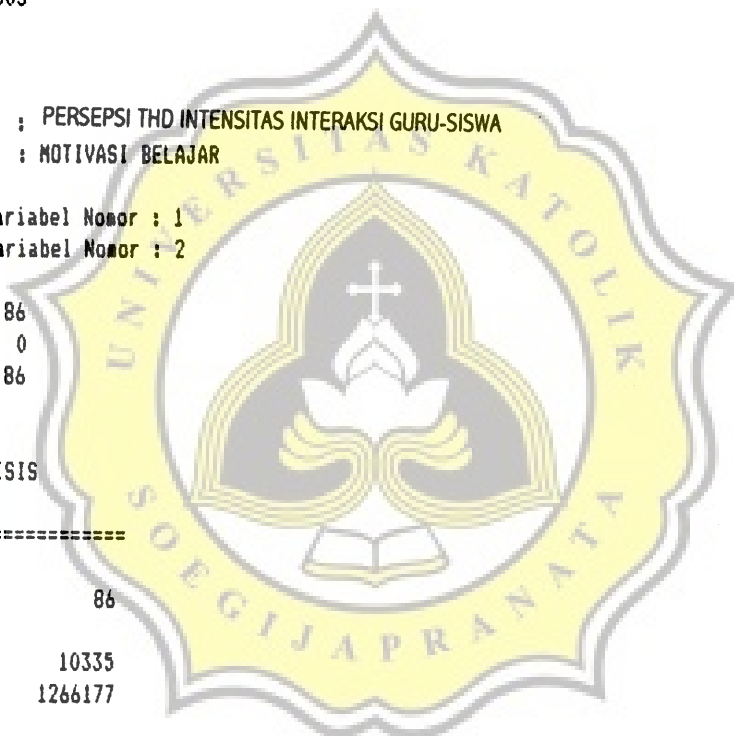 : PERSEPSI THD INTENSITAS INTERAKSI GURU-SISWA
: MOTIVASI BELAJAR
ariabel Nomor : 1
ariabel Nomor : 2
86
0
86
ISIS
============
86
10335
1266177
UNIVERSITAS KATOLIK
SOEGIJAPRANATA